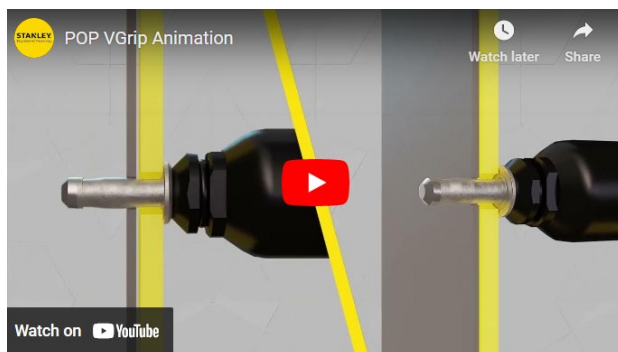 STANLEY
POP VGrip Animation
Watch later
Share
Watch on YouTube